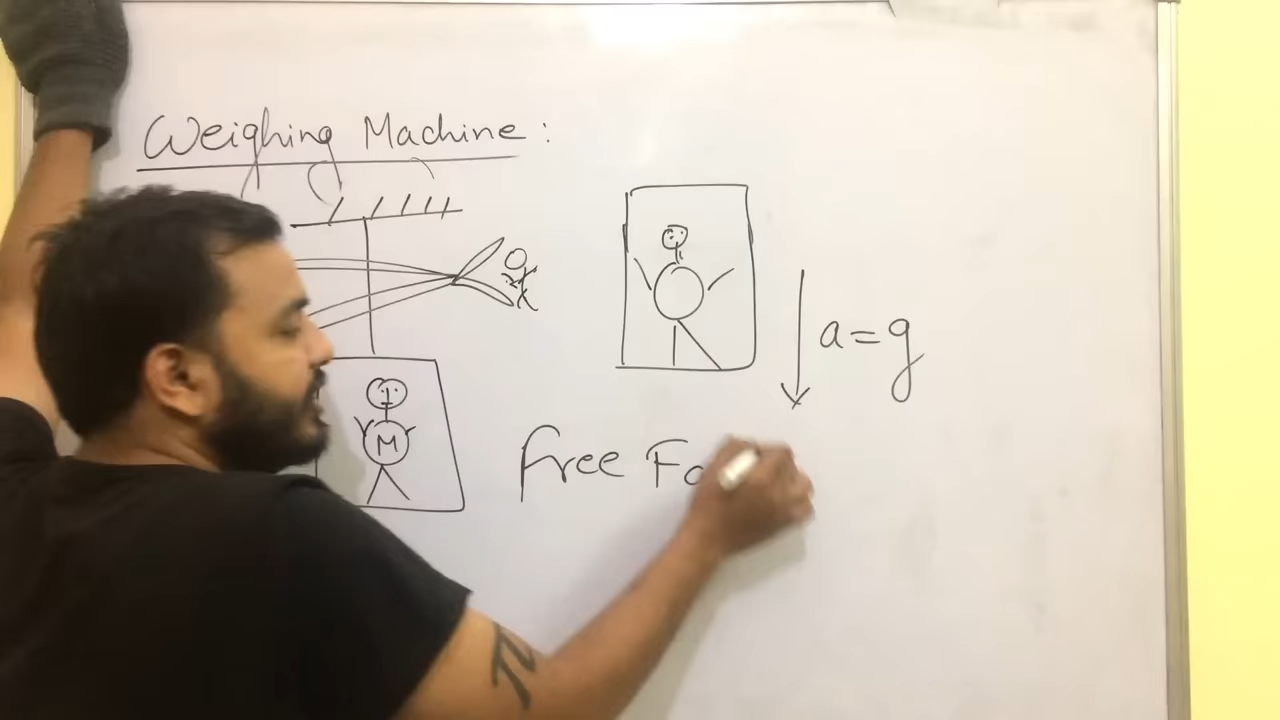 Weighing Machine :
a = g
M
Free Fa
π